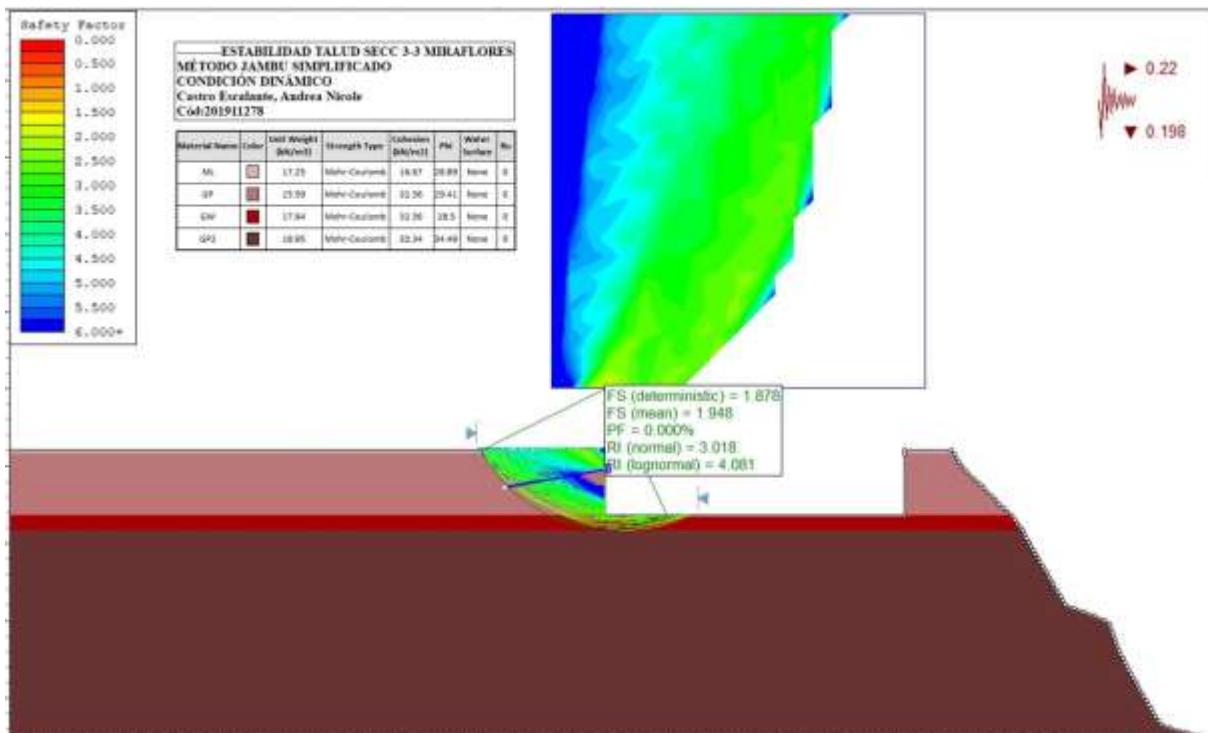 Safety Factor
0.000
0.500
1.000
1.500
2.000
2.500
3.000
3.500
4.000
4.500
5.000
5.500
6.000+
ESTABILIDAD TALUD SECC 3-3 MIRAFLORES
MÉTODO JAMBU SIMPLIFICADO
CONDICIÓN DINÁMICO
Castro Escalante, Andrea Nicole
Cód:201911278
Material Name Color Unit Weight (kN/m3) Strength Type Cohesion (kN/m2) Phi Water Surface Ru
ML 17.25 Mohr-Coulomb None 0
GP Mohr-Coulomb 29.41 None 0
GW 17.94 Mohr-Coulomb 28.5 None 0
GP2 Mohr-Coulomb None 0
0.22
0.198
FS (deterministic) = 1.878
FS (mean) = 1.948
PF = 0.000%
RI (normal) = 3.018
RI (lognormal) = 4.081